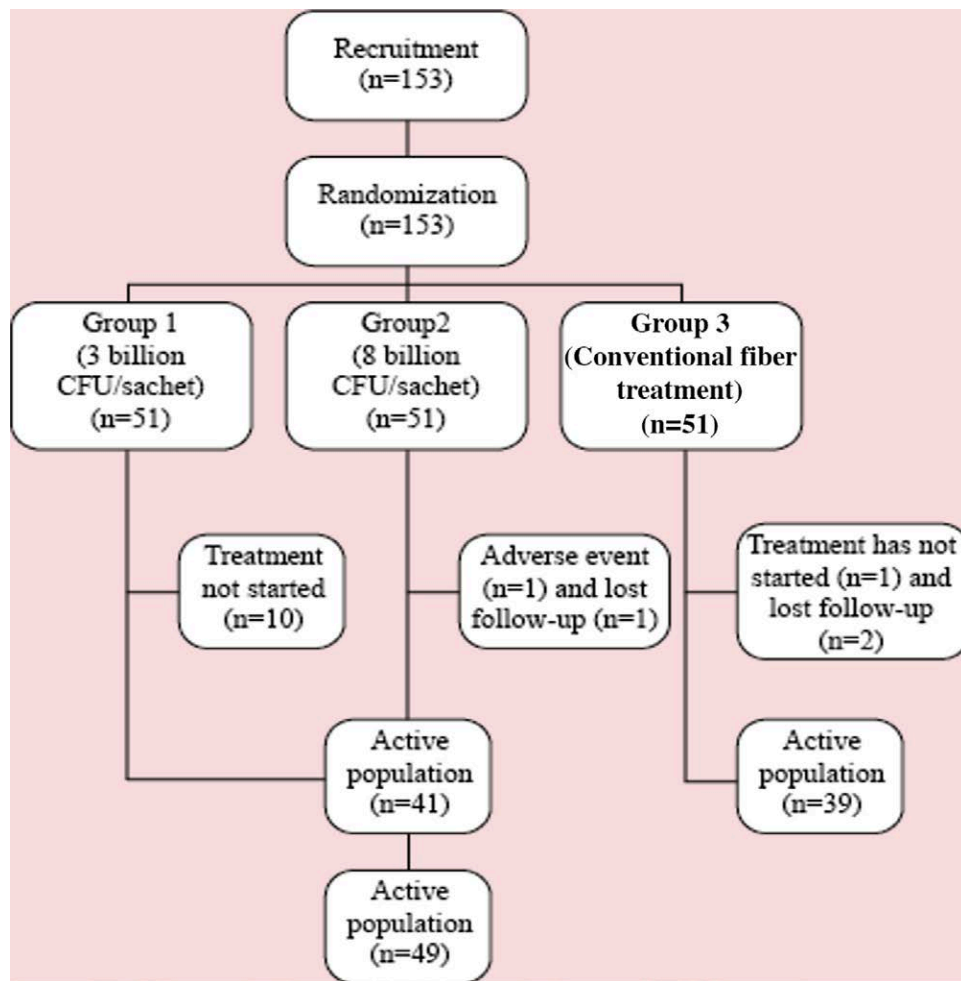 Recruitment
(n=153)
Randomization
(n=153)
Group 1
(3 billion
CFU/sachet)
(n=51)
Group2
(8 billion
CFU/sachet)
(n=51)
Group 3
(Conventional fiber
treatment)
(n=51)
Treatment
not started
(n=10)
Adverse event
(n=1) and lost
follow-up (n=1)
Treatment has not
started (n=1) and
lost follow-up
(n=2)
Active
population
(n=41)
Active
population
(n=39)
Active
population
(n=49)